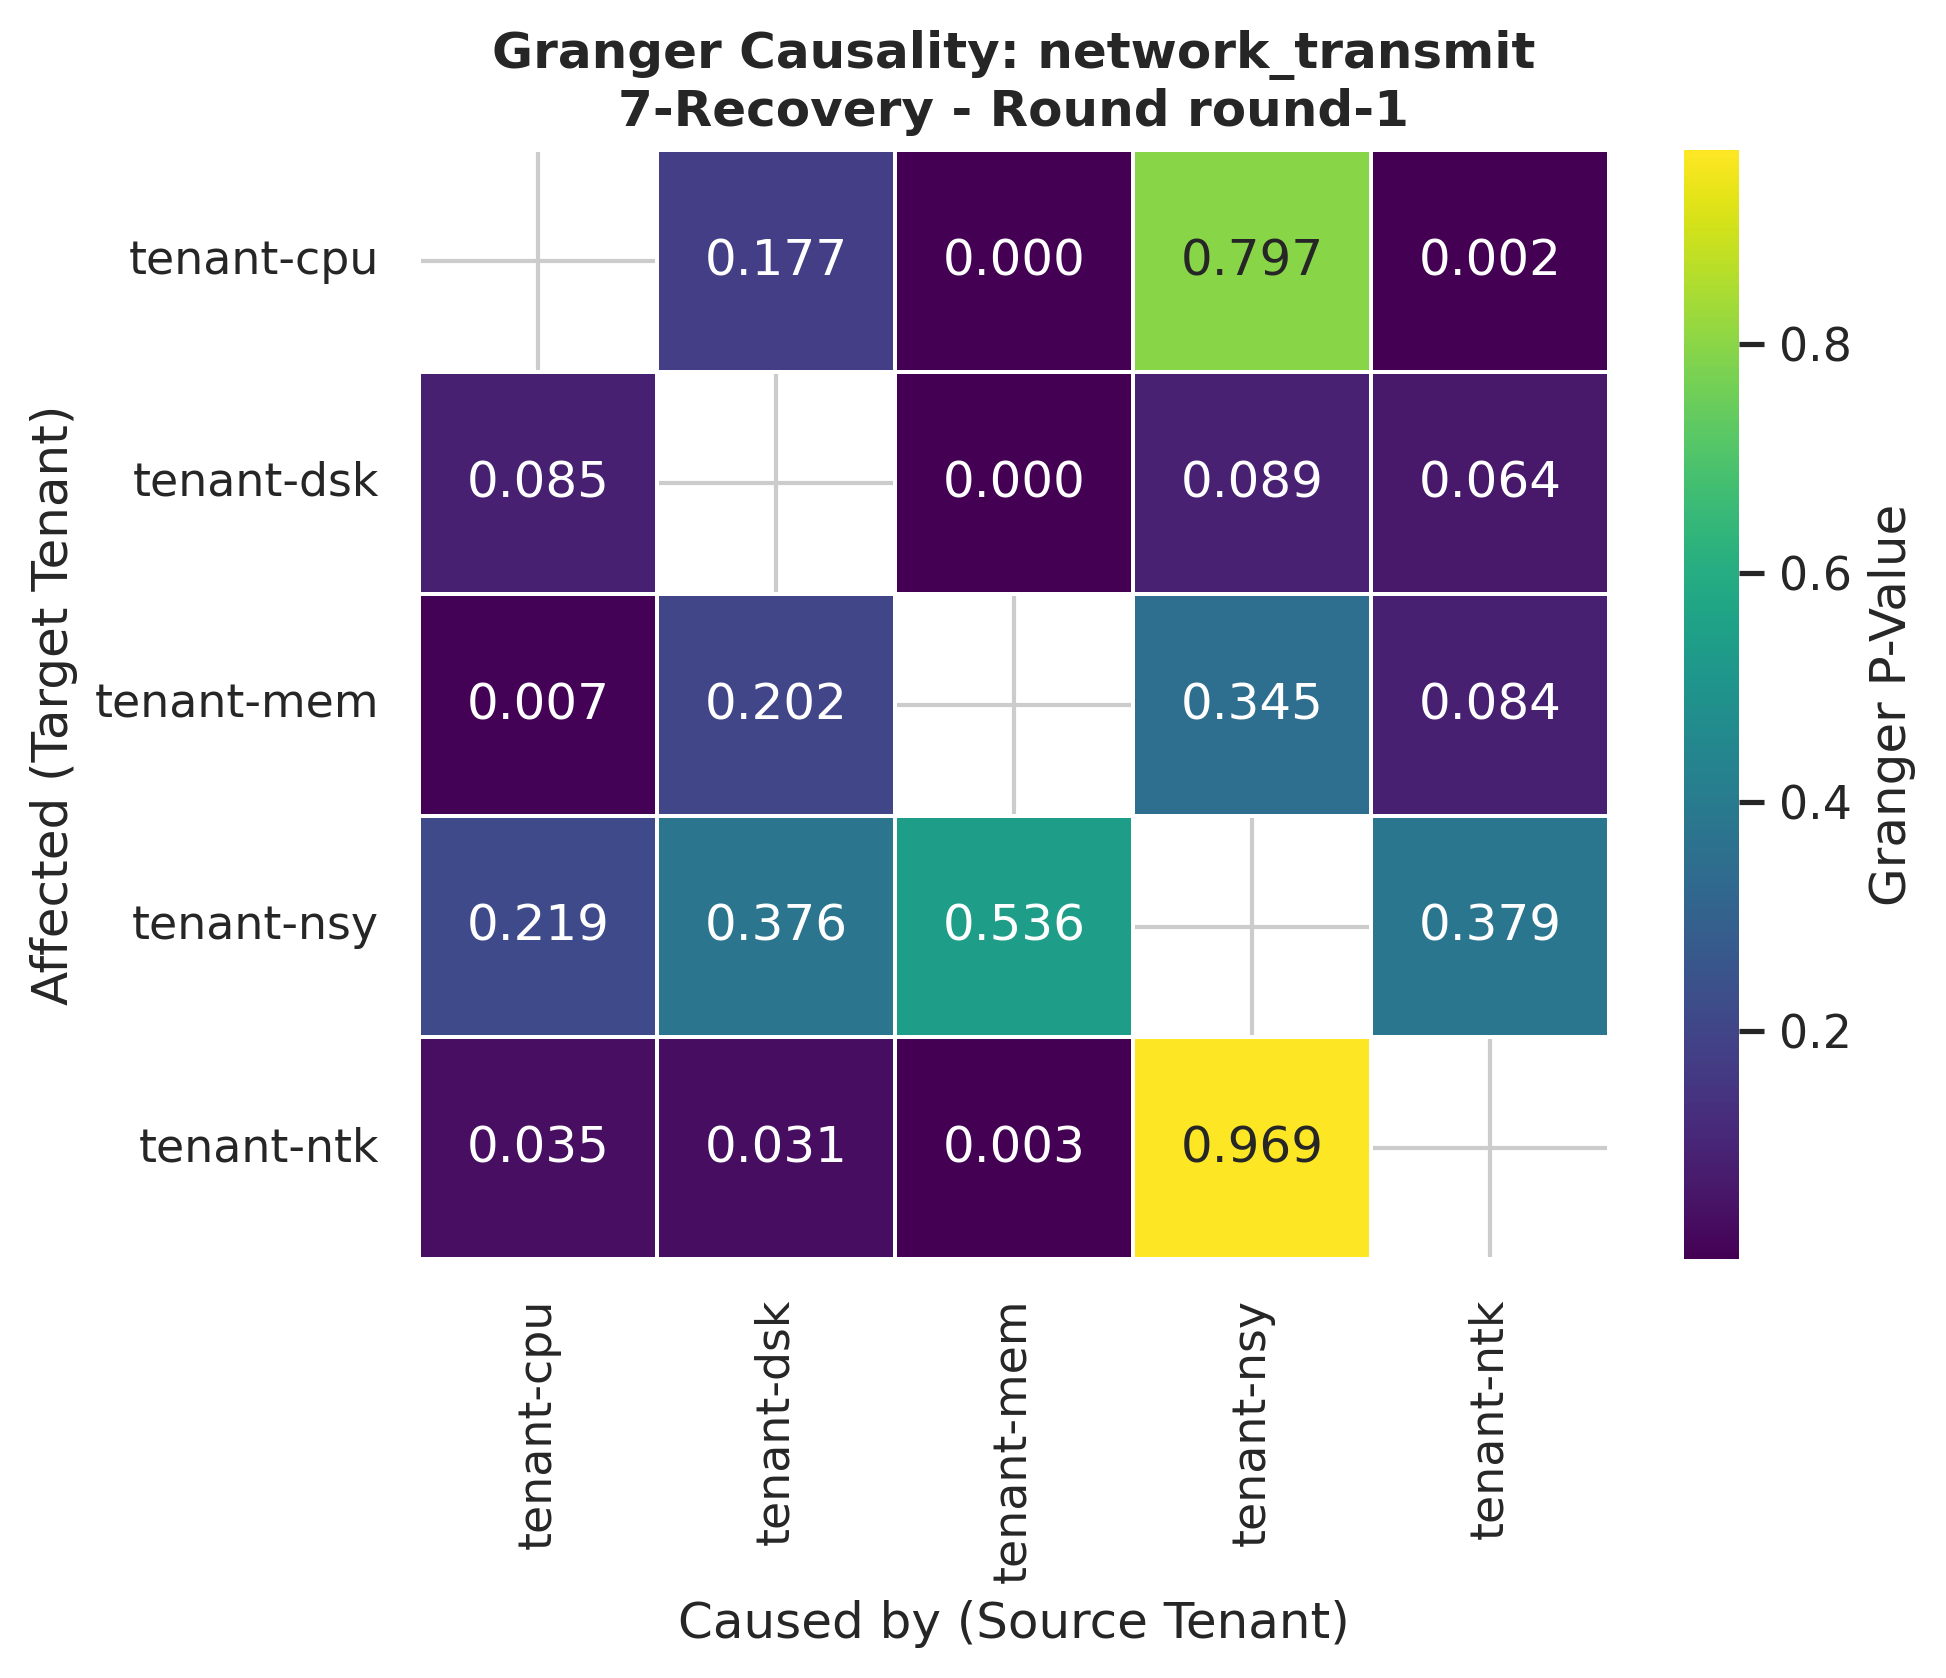 Granger Causality: network_transmit
7-Recovery - Round round-1
Affected (Target Tenant)
tenant-cpu
0.177
0.000
0.797
0.002
tenant-dsk
0.085
0.000
0.089
0.064
tenant-mem
0.007
0.202
0.345
0.084
tenant-nsy
0.219
0.376
0.536
0.379
tenant-ntk
0.035
0.031
0.003
0.969
tenant-cpu
tenant-dsk
tenant-mem
tenant-nsy
tenant-ntk
Caused by (Source Tenant)
0.8
0.6
0.4
0.2
Granger P-Value